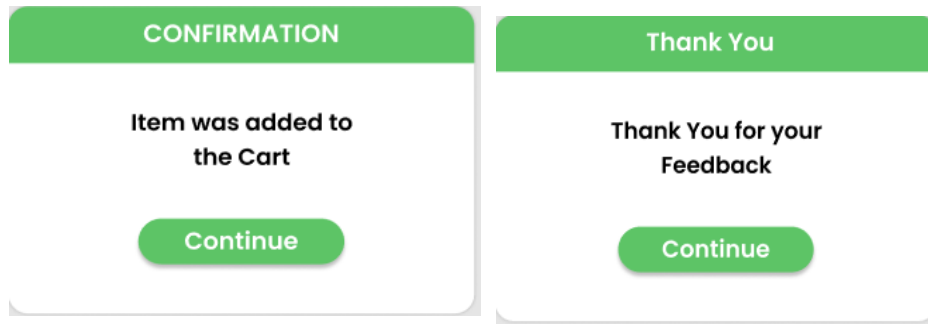 CONFIRMATION
Item was added to
the Cart
Continue
Thank You
Thank You for your
Feedback
Continue